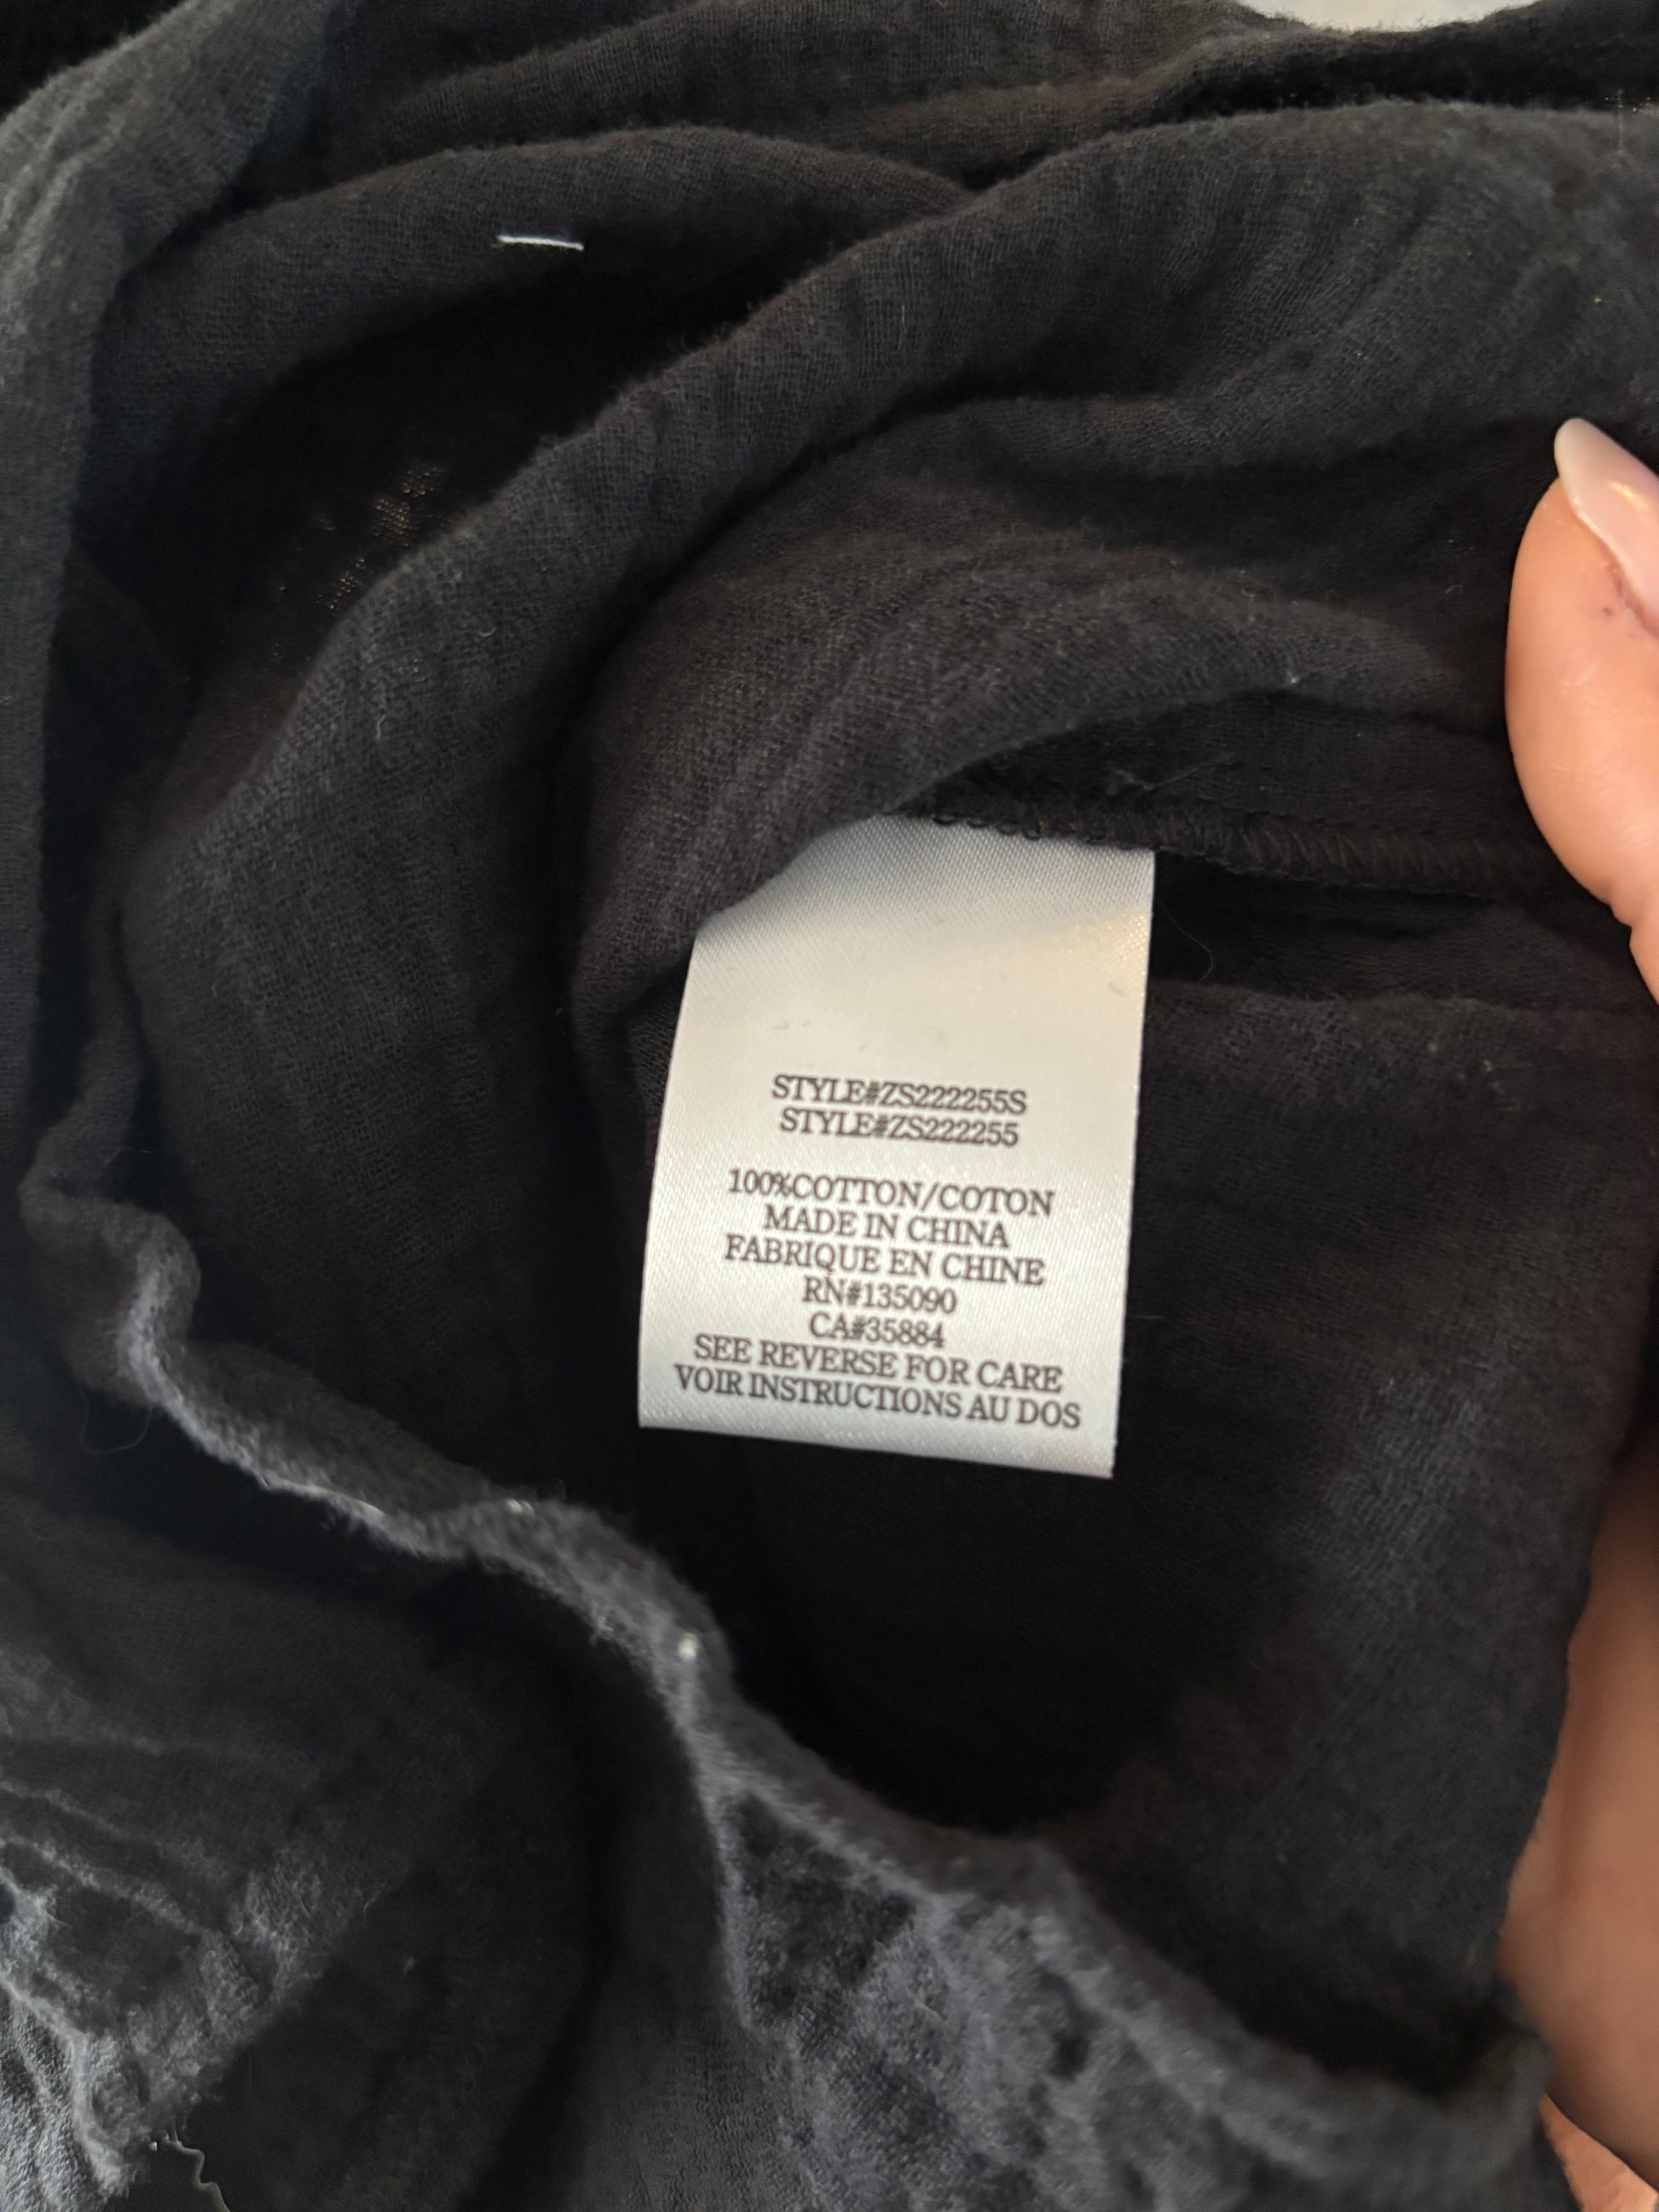 STYLE#ZS222255S
STYLE#ZS222255
100%COTTON/COTON
MADE IN CHINA
FABRIQUE EN CHINE
RN#135090
CA#35884
SEE REVERSE FOR CARE
VOIR INSTRUCTIONS AU DOS